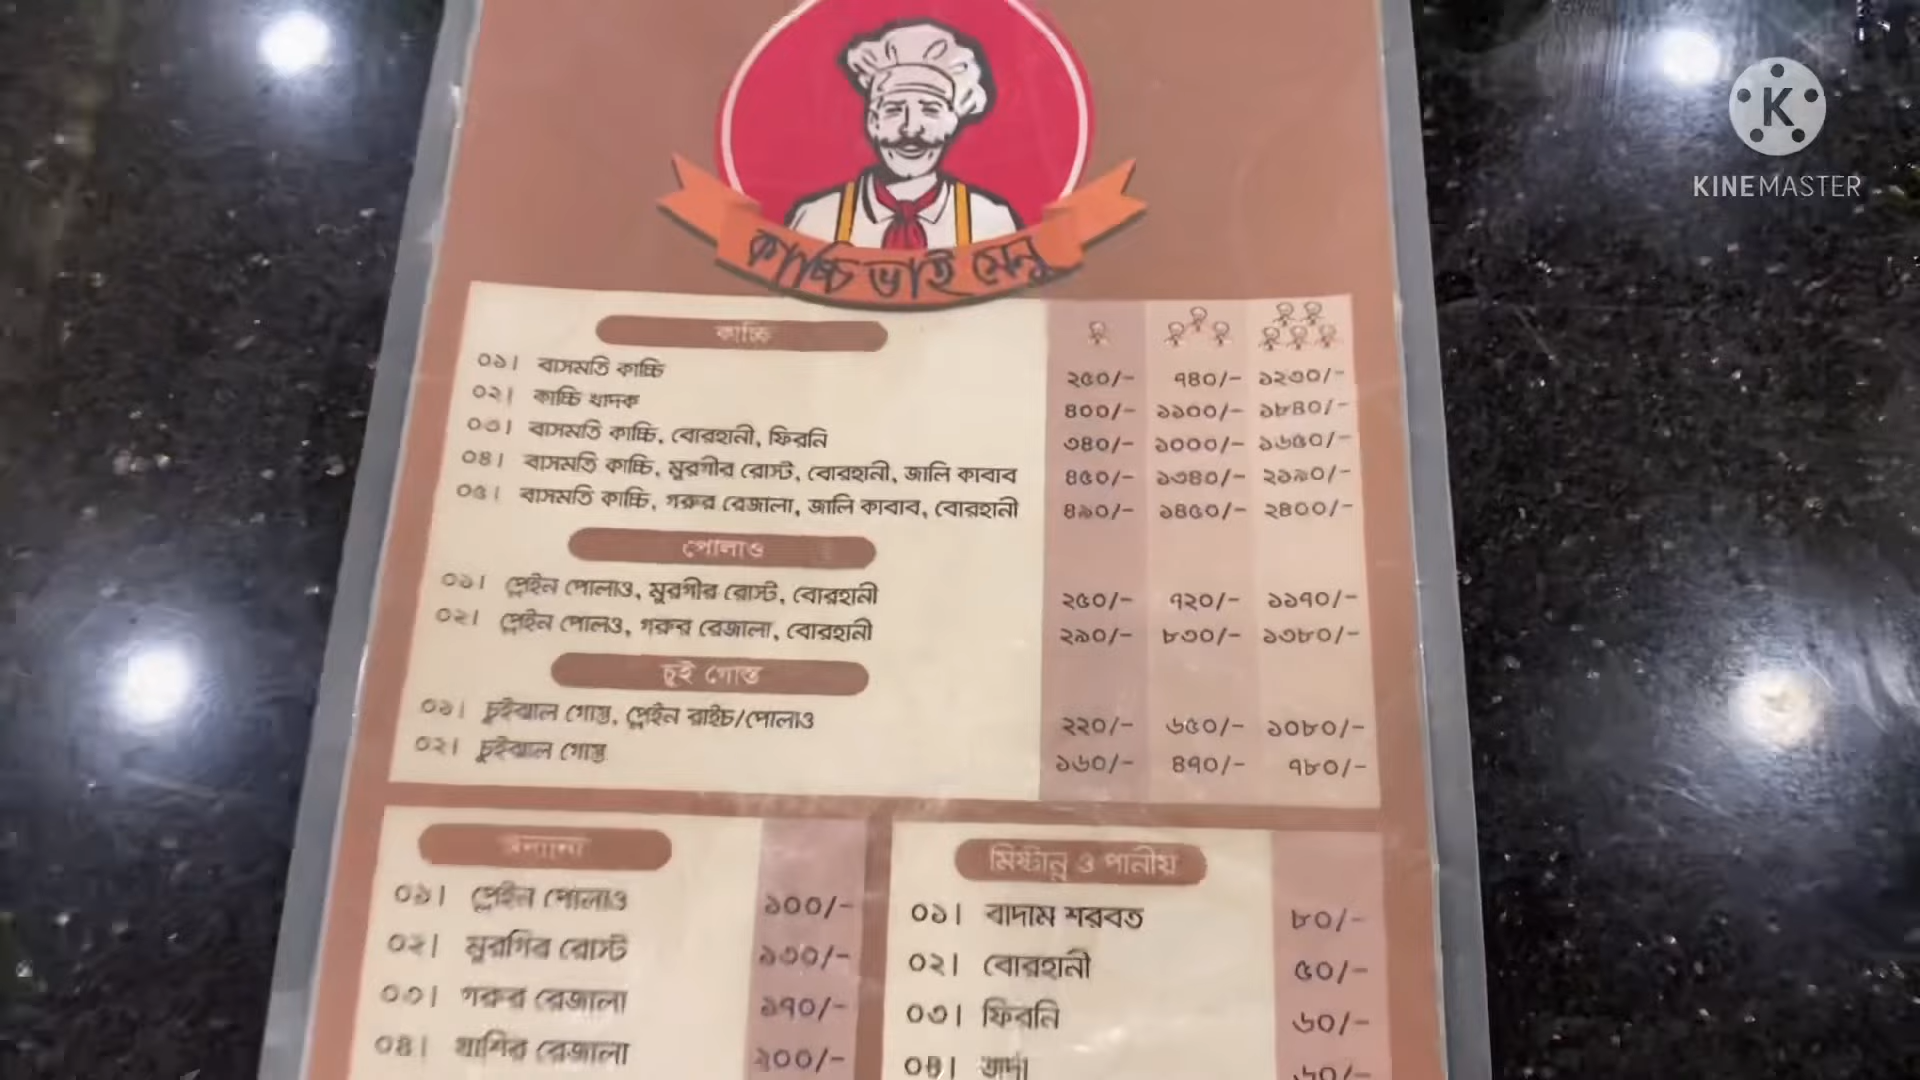 KINEMASTER
কাচ্চি ভাই মেনু
কাচ্চি
০১। বাসমতি কাচ্চি ২৫০/- ৭৪০/- ১২৩০/-
০২। কাচ্চি খাদক ৪০০/- ১১০০/- ১৮৪০/-
০৩। বাসমতি কাচ্চি, বোরহানী, ফিরনি ৩৪০/- ১০০০/- ১৬৫০/-
০৪। বাসমতি কাচ্চি, মুরগীর রোস্ট, বোরহানী, জালি কাবাব ৪৫০/- ১৩৪০/- ২১৯০/-
০৫। বাসমতি কাচ্চি, গরুর রেজালা, জালি কাবাব, বোরহানী ৪৯০/- ১৪৫০/- ২৪০০/-
পোলাও
০১। প্লেইন পোলাও, মুরগীর রোস্ট, বোরহানী ২৫০/- ৭২০/- ১১৭০/-
০২। প্লেইন পোলও, গরুর রেজালা, বোরহানী ২৯০/- ৮৩০/- ১৩৮০/-
চুই গোস্ত
০১। চুইঝাল গোস্ত, প্লেইন রাইচ/পোলাও ২২০/- ৬৫০/- ১০৮০/-
০২। চুইঝাল গোস্ত ১৬০/- ৪৭০/- ৭৮০/-
০১। প্লেইন পোলাও ১০০/-
০২। মুরগির রোস্ট ১৩০/-
০৩। গরুর রেজালা ১৭০/-
০৪। খাশির রেজালা ২০০/-
মিষ্টান্ন ও পানীয়
০১। বাদাম শরবত ৮০/-
০২। বোরহানী ৫০/-
০৩। ফিরনি ৬০/-
০৪। জর্দা